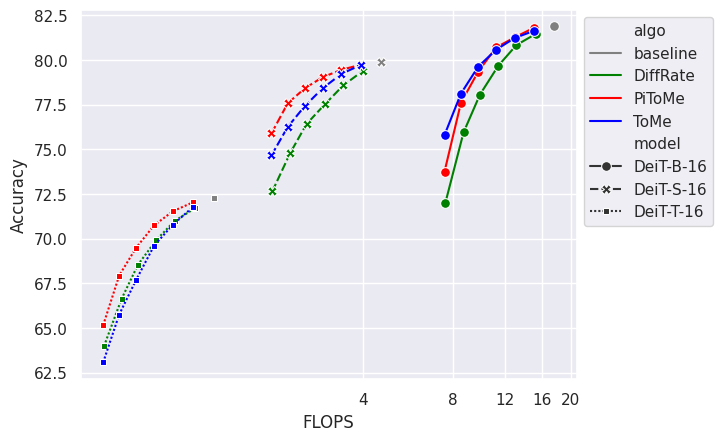 82.5
80.0
77.5
75.0
72.5
70.0
67.5
65.0
62.5
Accuracy
4
8
12
16
20
FLOPS
algo
baseline
DiffRate
PiToMe
ToMe
model
DeiT-B-16
DeiT-S-16
DeiT-T-16